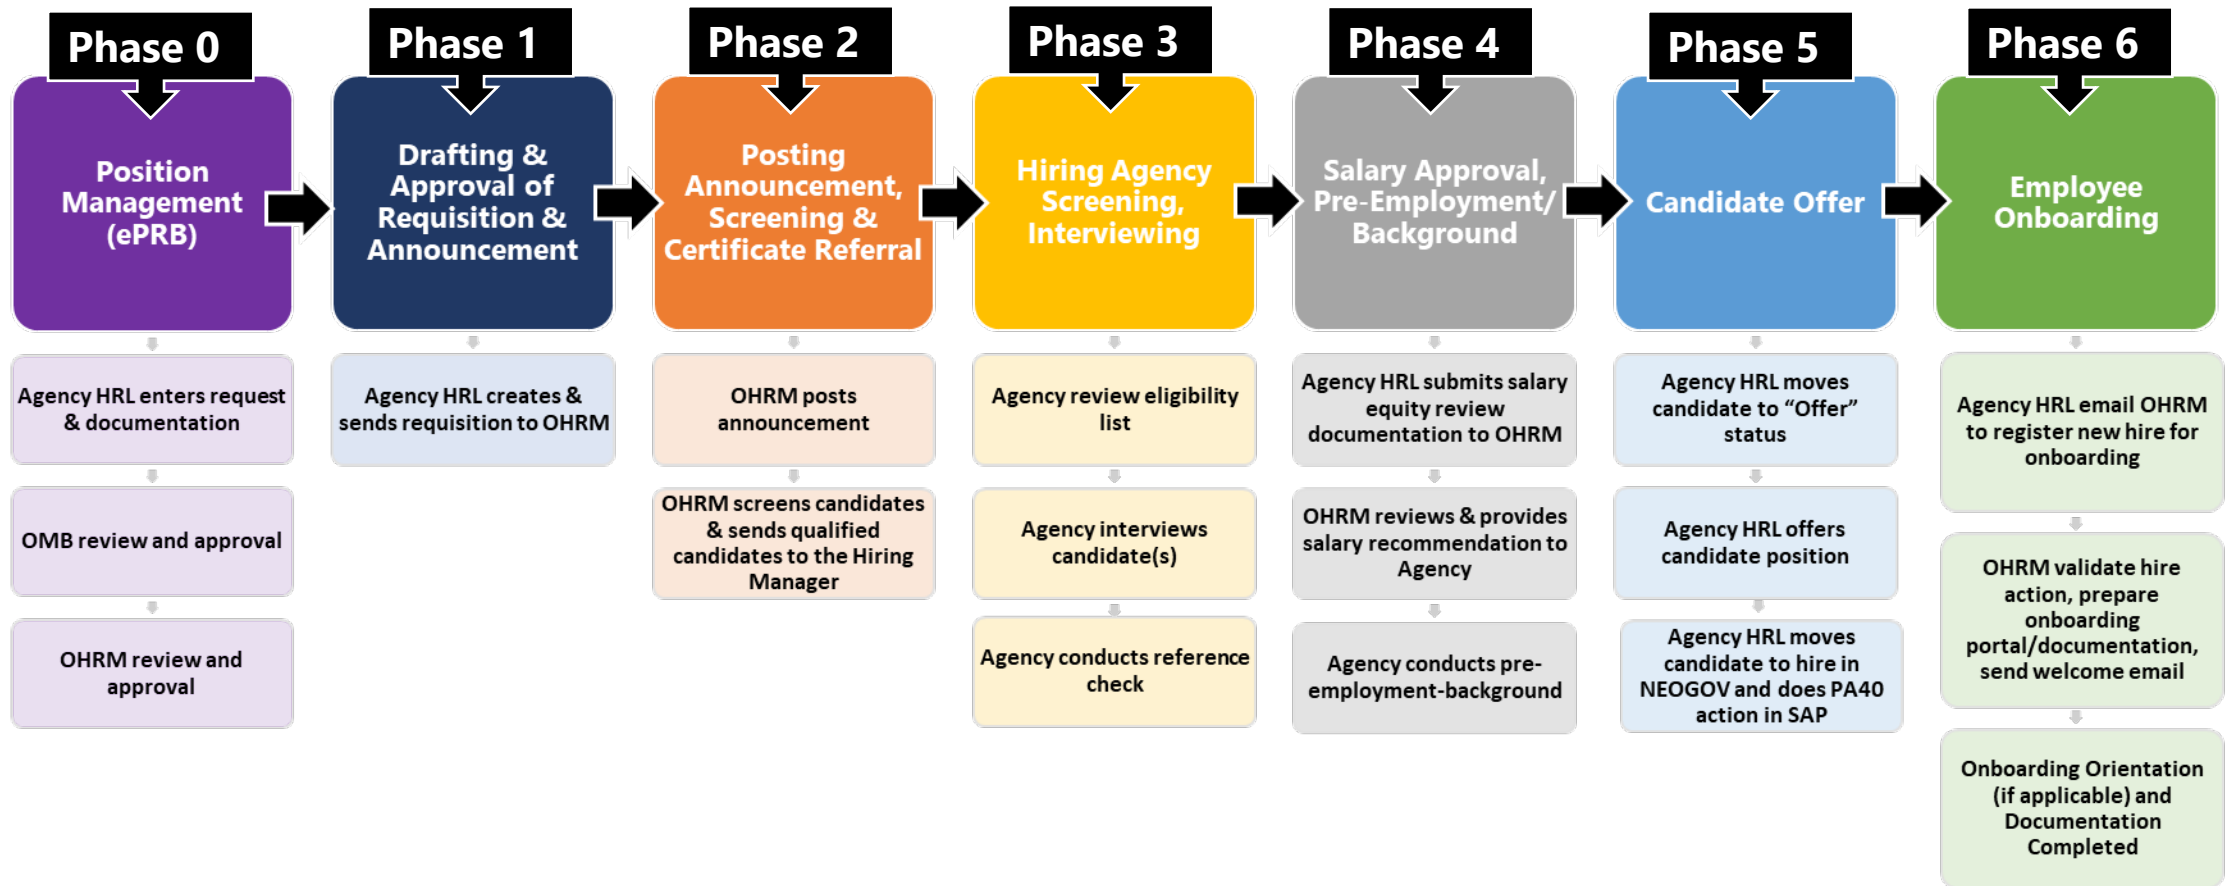 Phase 0
Position
Management
(ePRB)
Agency HRL enters request
& documentation
OMB review and approval
OHRM review and
approval
Phase 1
Drafting &
Approval of
Requisition &
Announcement
Agency HRL creates &
sends requisition to OHRM
Phase 2
Posting
Announcement,
Screening &
Certificate Referral
OHRM posts
announcement
OHRM screens candidates
& sends qualified
candidates to the Hiring
Manager
Phase 3
Hiring Agency
Screening,
Interviewing
Agency review eligibility
list
Agency interviews
candidate(s)
Agency conducts reference
check
Phase 4
Salary Approval,
Pre-Employment/
Background
Agency HRL submits salary
equity review
documentation to OHRM
OHRM reviews & provides
salary recommendation to
Agency
Agency conducts pre-
employment-background
Phase 5
Candidate Offer
Agency HRL moves
candidate to “Offer”
status
Agency HRL offers
candidate position
Agency HRL moves
candidate to hire in
NEOGOV and does PA40
action in SAP
Phase 6
Employee
Onboarding
Agency HRL email OHRM
to register new hire for
onboarding
OHRM validate hire
action, prepare
onboarding
portal/documentation,
send welcome email
Onboarding Orientation
(if applicable) and
Documentation
Completed